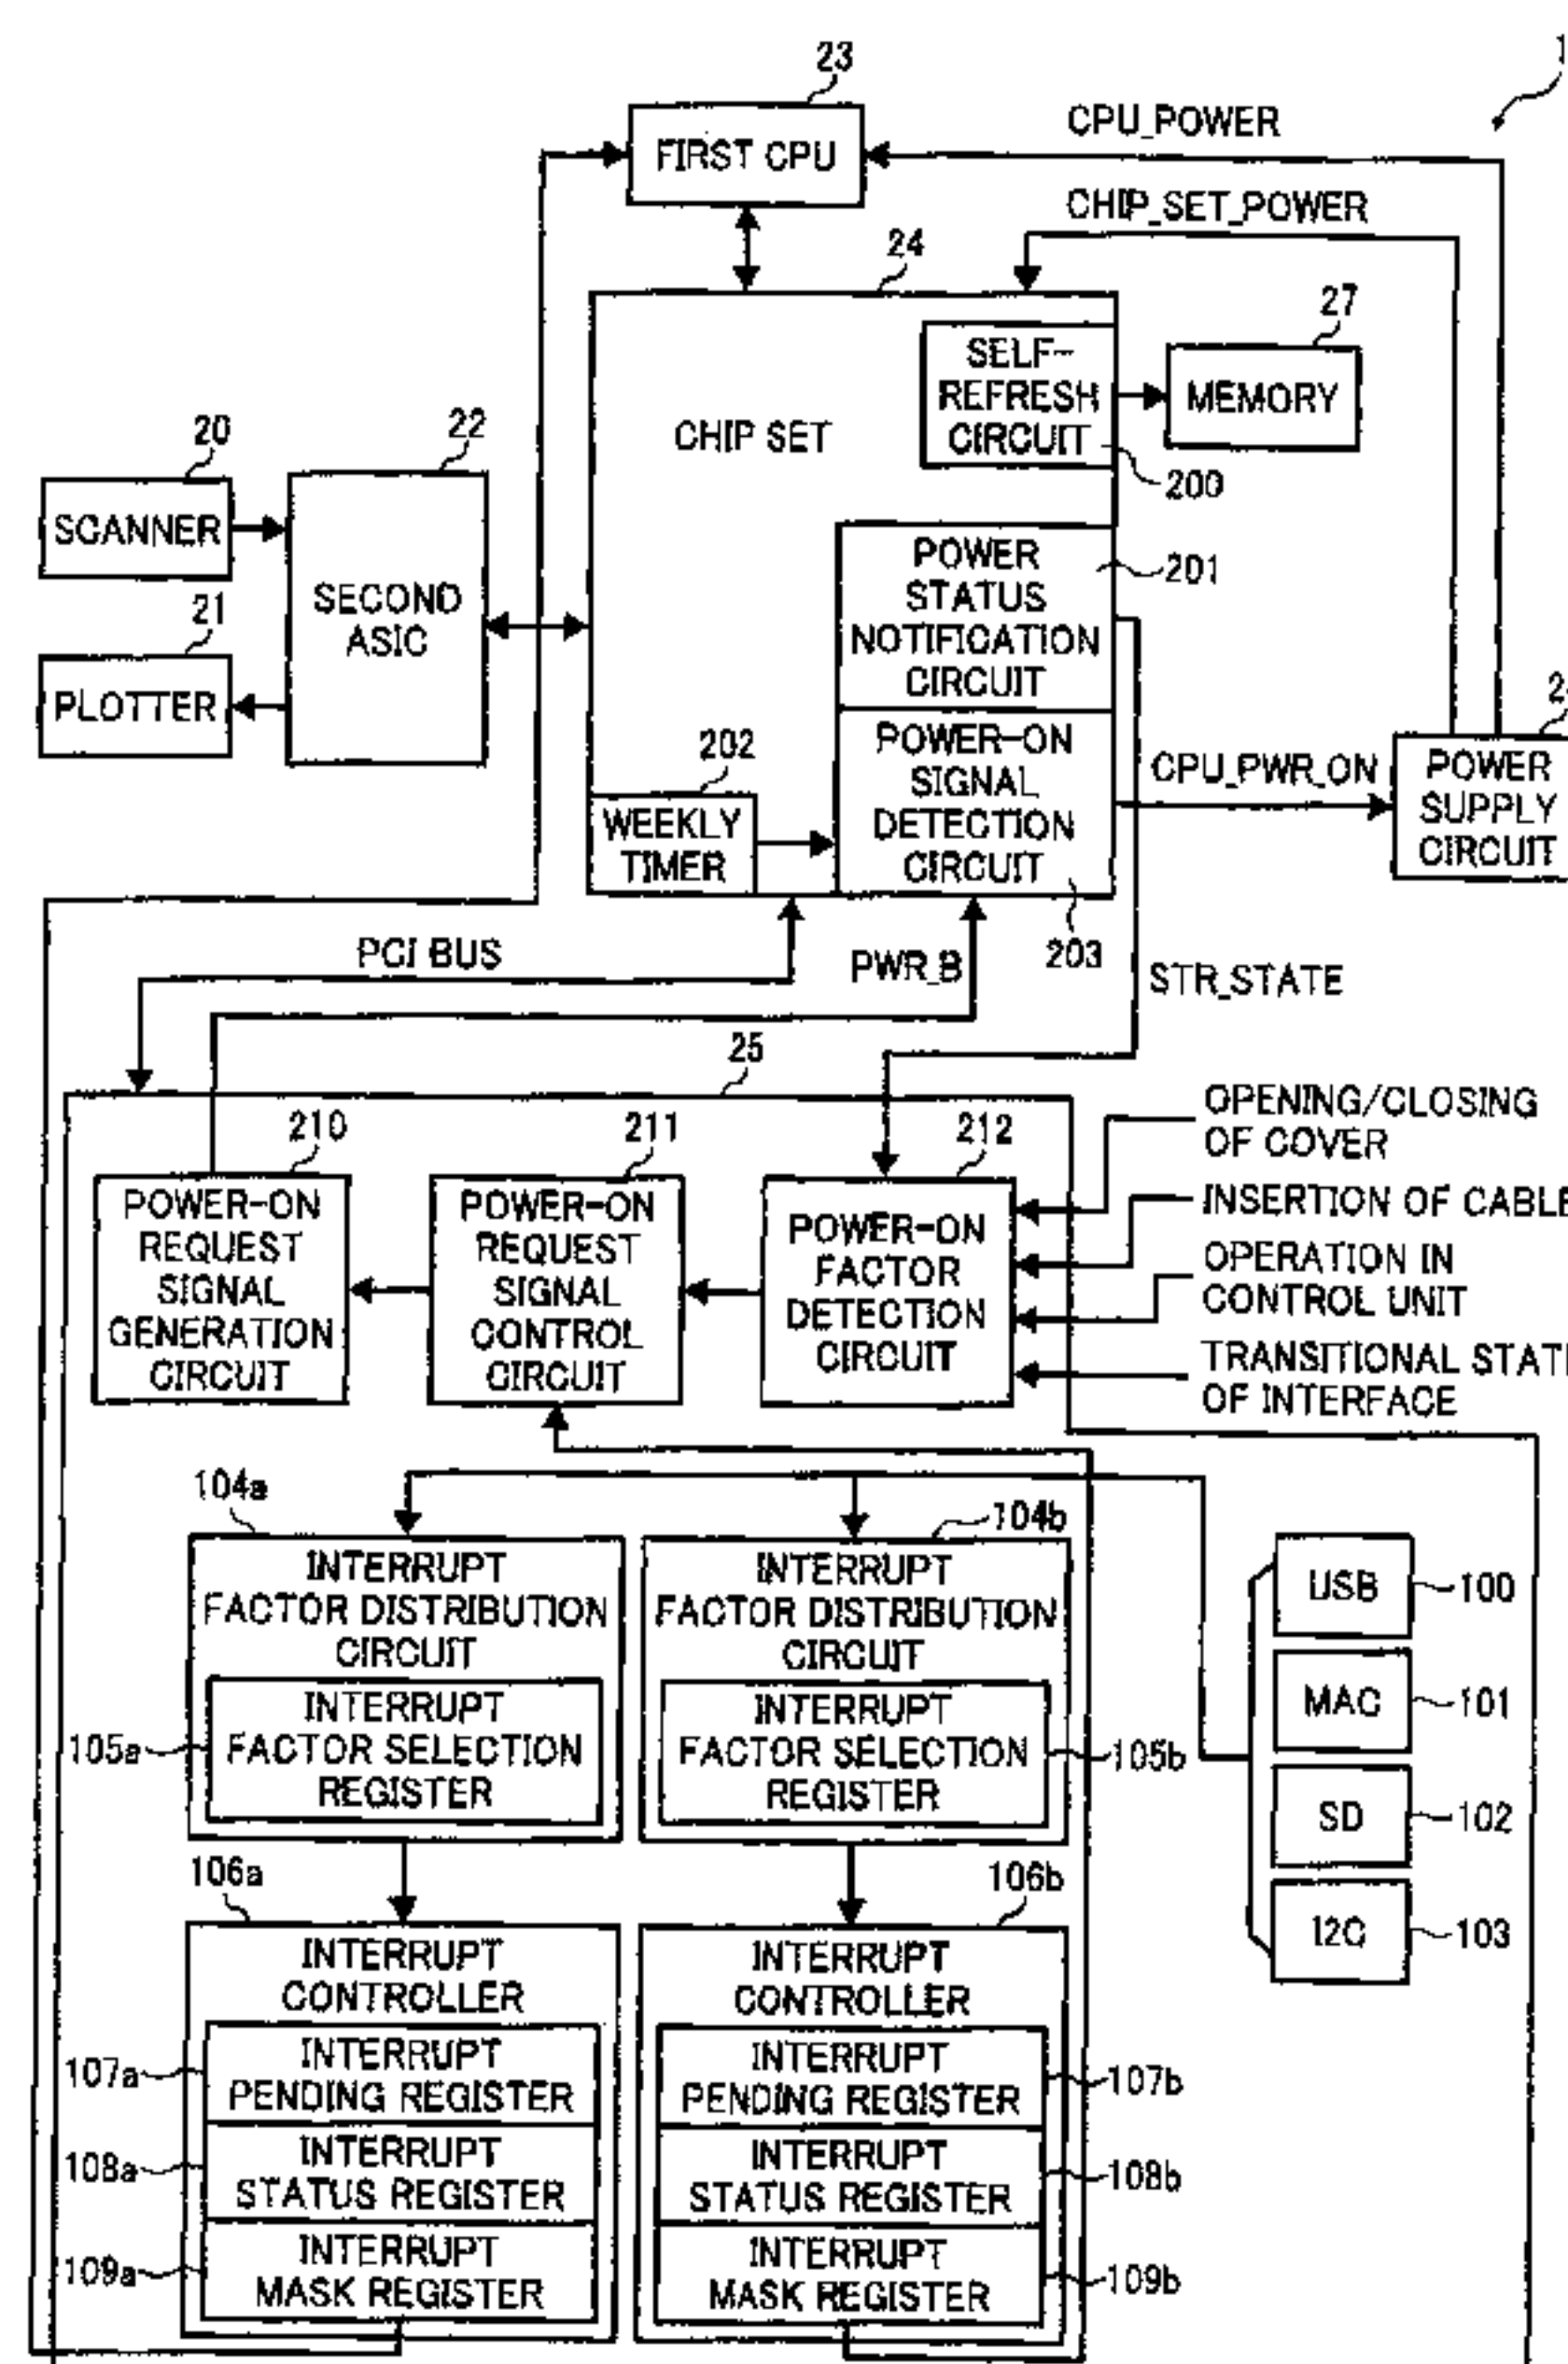 1
23
FIRST CPU
CPU_POWER
CHIP_SET_POWER
24
27
SELF-
REFRESH
CIRCUIT
MEMORY
CHIP SET
200
20
22
SCANNER
SECOND
ASIC
21
PLOTTER
POWER
STATUS
NOTIFICATION
CIRCUIT
201
202
WEEKLY
TIMER
POWER-ON
SIGNAL
DETECTION
CIRCUIT
203
CPU_PWR_ON
POWER
SUPPLY
CIRCUIT
PCI BUS
PWR_B
STR_STATE
25
210
POWER-ON
REQUEST
SIGNAL
GENERATION
CIRCUIT
211
POWER-ON
REQUEST
SIGNAL
CONTROL
CIRCUIT
212
POWER-ON
FACTOR
DETECTION
CIRCUIT
OPENING/CLOSING
OF COVER
INSERTION OF CABLE
OPERATION IN
CONTROL UNIT
TRANSITIONAL STAT
OF INTERFACE
104a
INTERRUPT
FACTOR DISTRIBUTION
CIRCUIT
105a
INTERRUPT
FACTOR SELECTION
REGISTER
104b
INTERRUPT
FACTOR DISTRIBUTION
CIRCUIT
INTERRUPT
FACTOR SELECTION
REGISTER
105b
USB
100
MAC
101
SD
102
I2C
103
106a
INTERRUPT
CONTROLLER
107a
INTERRUPT
PENDING REGISTER
108a
INTERRUPT
STATUS REGISTER
109a
INTERRUPT
MASK REGISTER
106b
INTERRUPT
CONTROLLER
INTERRUPT
PENDING REGISTER
107b
INTERRUPT
STATUS REGISTER
108b
INTERRUPT
MASK REGISTER
109b